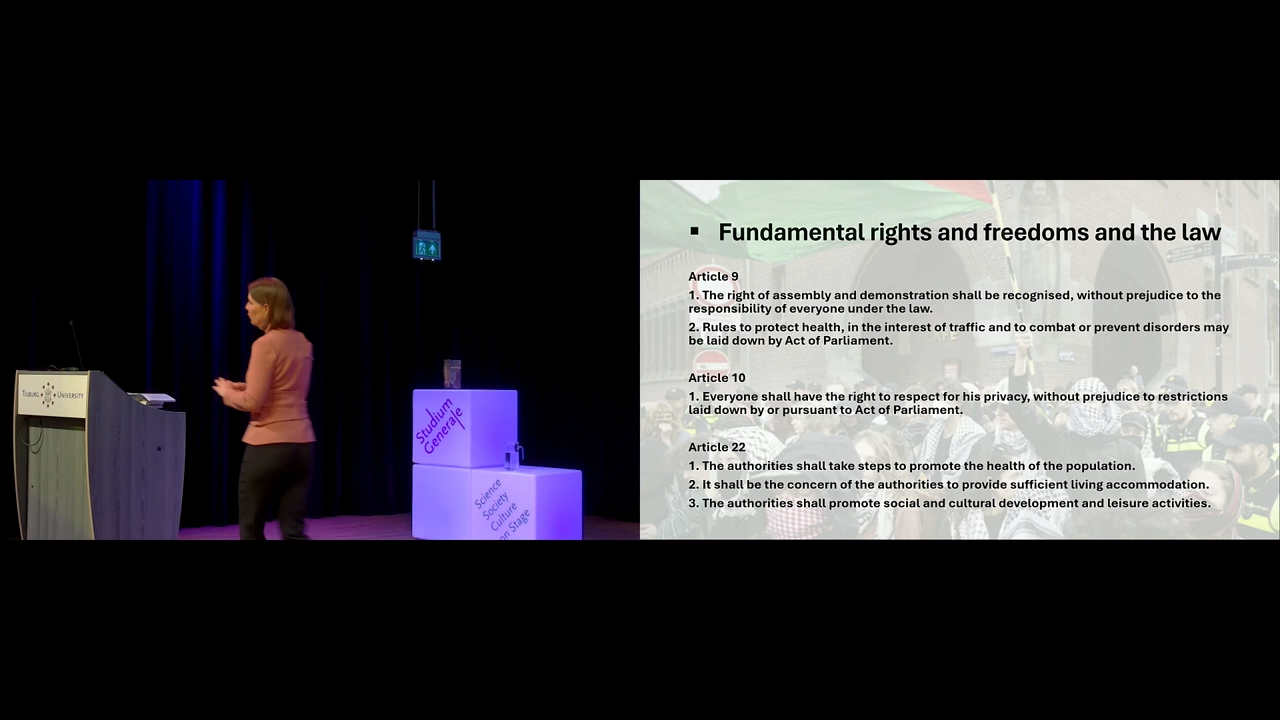 TILBURG UNIVERSITY
Studium
Generale
Science
Society
Culture
on Stage
▪ Fundamental rights and freedoms and the law
Article 9
1. The right of assembly and demonstration shall be recognised, without prejudice to the
responsibility of everyone under the law.
2. Rules to protect health, in the interest of traffic and to combat or prevent disorders may
be laid down by Act of Parliament.
Article 10
1. Everyone shall have the right to respect for his privacy, without prejudice to restrictions
laid down by or pursuant to Act of Parliament.
Article 22
1. The authorities shall take steps to promote the health of the population.
2. It shall be the concern of the authorities to provide sufficient living accommodation.
3. The authorities shall promote social and cultural development and leisure activities.